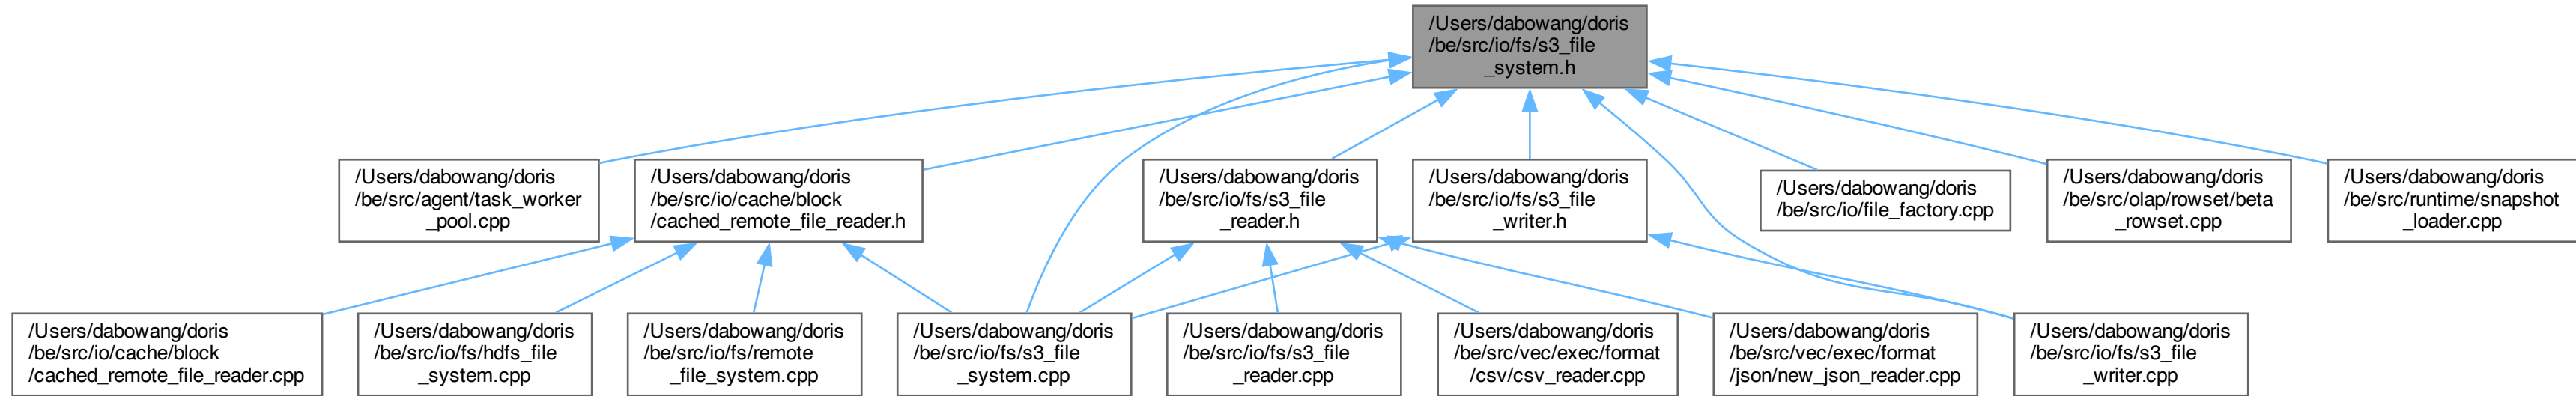 /Users/dabowang/doris
/be/src/io/fs/s3_file
_system.h
/Users/dabowang/doris
/be/src/agent/task_worker
_pool.cpp
/Users/dabowang/doris
/be/src/io/cache/block
/cached_remote_file_reader.h
/Users/dabowang/doris
/be/src/io/fs/s3_file
_reader.h
/Users/dabowang/doris
/be/src/io/fs/s3_file
_writer.h
/Users/dabowang/doris
/be/src/io/file_factory.cpp
/Users/dabowang/doris
/be/src/olap/rowset/beta
_rowset.cpp
/Users/dabowang/doris
/be/src/runtime/snapshot
_loader.cpp
/Users/dabowang/doris
/be/src/io/cache/block
/cached_remote_file_reader.cpp
/Users/dabowang/doris
/be/src/io/fs/hdfs_file
_system.cpp
/Users/dabowang/doris
/be/src/io/fs/remote
_file_system.cpp
/Users/dabowang/doris
/be/src/io/fs/s3_file
_system.cpp
/Users/dabowang/doris
/be/src/io/fs/s3_file
_reader.cpp
/Users/dabowang/doris
/be/src/vec/exec/format
/csv/csv_reader.cpp
/Users/dabowang/doris
/be/src/vec/exec/format
/json/new_json_reader.cpp
/Users/dabowang/doris
/be/src/io/fs/s3_file
_writer.cpp